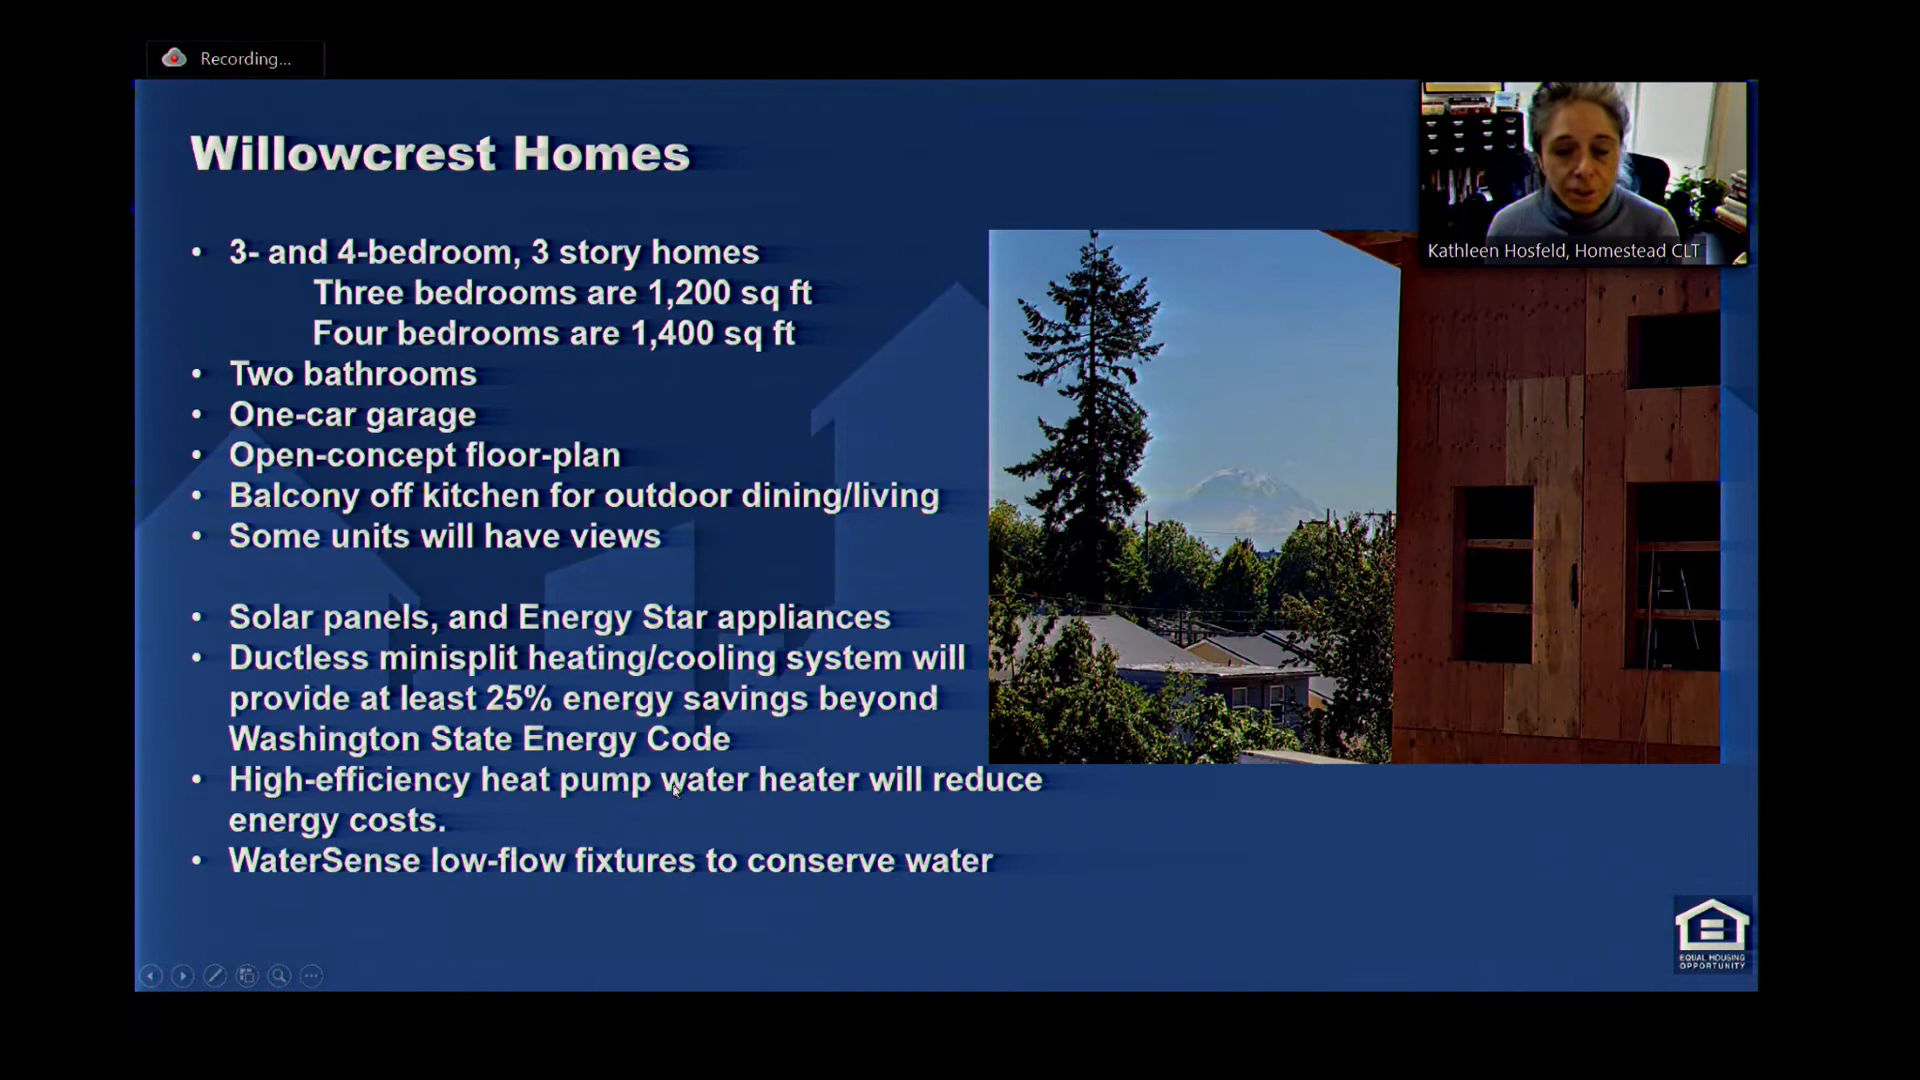 Recording...
Willowcrest Homes
Kathleen Hosfeld, Homestead CLT
• 3- and 4-bedroom, 3 story homes
Three bedrooms are 1,200 sq ft
Four bedrooms are 1,400 sq ft
• Two bathrooms
• One-car garage
• Open-concept floor-plan
• Balcony off kitchen for outdoor dining/living
• Some units will have views
• Solar panels, and Energy Star appliances
• Ductless minisplit heating/cooling system will
provide at least 25% energy savings beyond
Washington State Energy Code
• High-efficiency heat pump water heater will reduce
energy costs.
• WaterSense low-flow fixtures to conserve water
EQUAL HOUSING
OPPORTUNITY